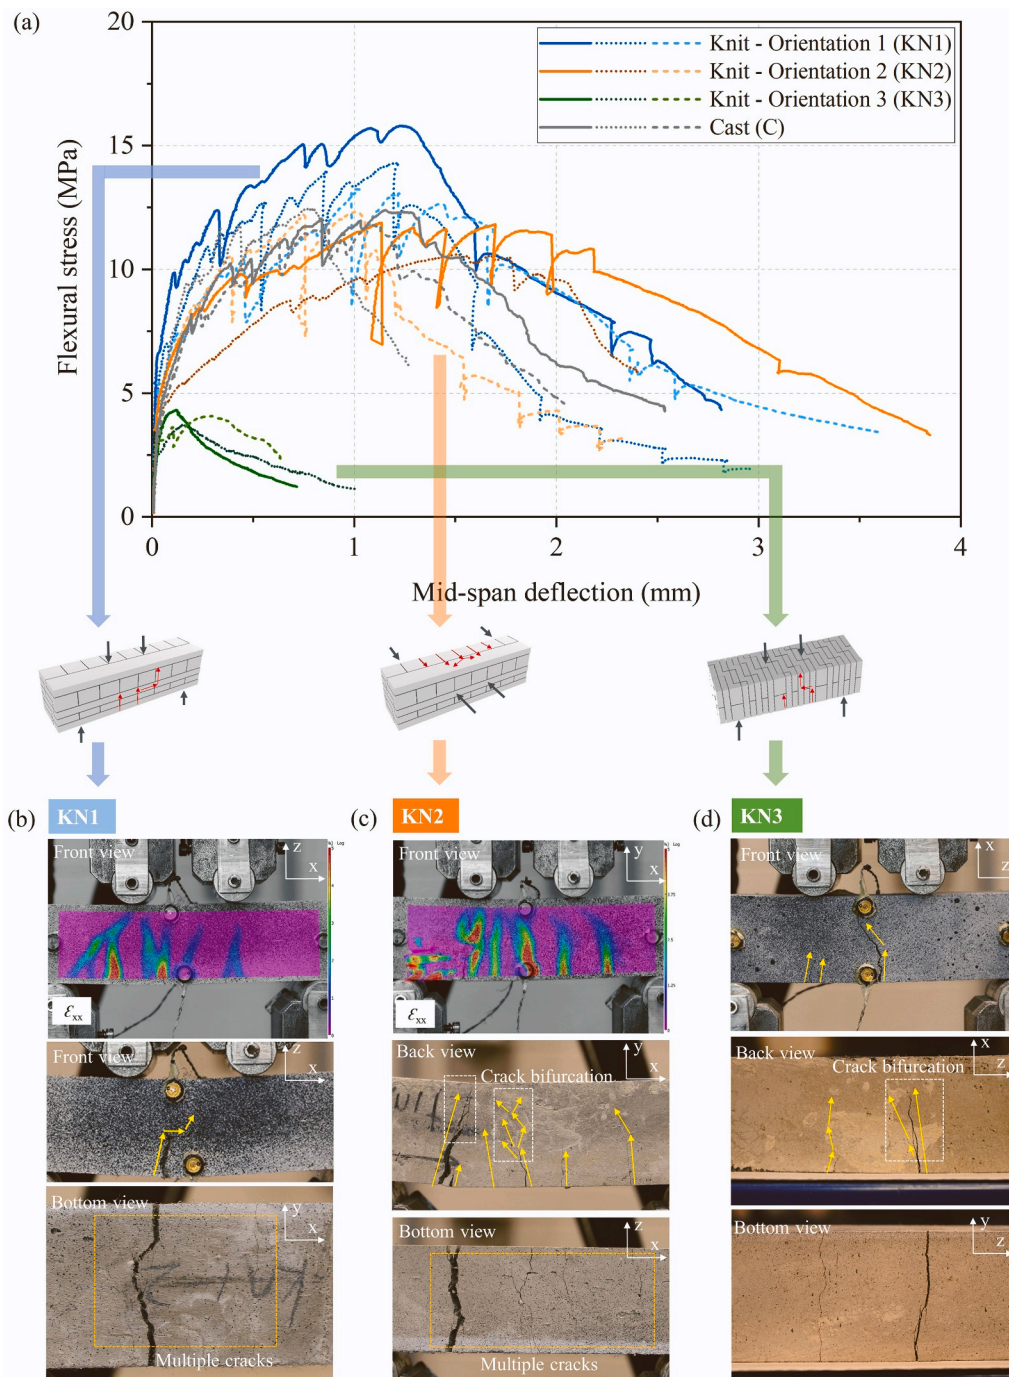 (a)
20
15
10
5
0
Flexural stress (MPa)
Knit - Orientation 1 (KN1)
Knit - Orientation 2 (KN2)
Knit - Orientation 3 (KN3)
Cast (C)
0
1
2
3
4
Mid-span deflection (mm)
(b)
KN1
(c)
KN2
(d)
KN3
Front view
z
x
Ɛxx
Front view
z
x
Bottom view
y
x
Multiple cracks
Front view
y
x
Ɛxx
Back view
y
x
Crack bifurcation
Bottom view
z
x
Multiple cracks
Front view
x
z
Back view
x
z
Crack bifurcation
Bottom view
y
z